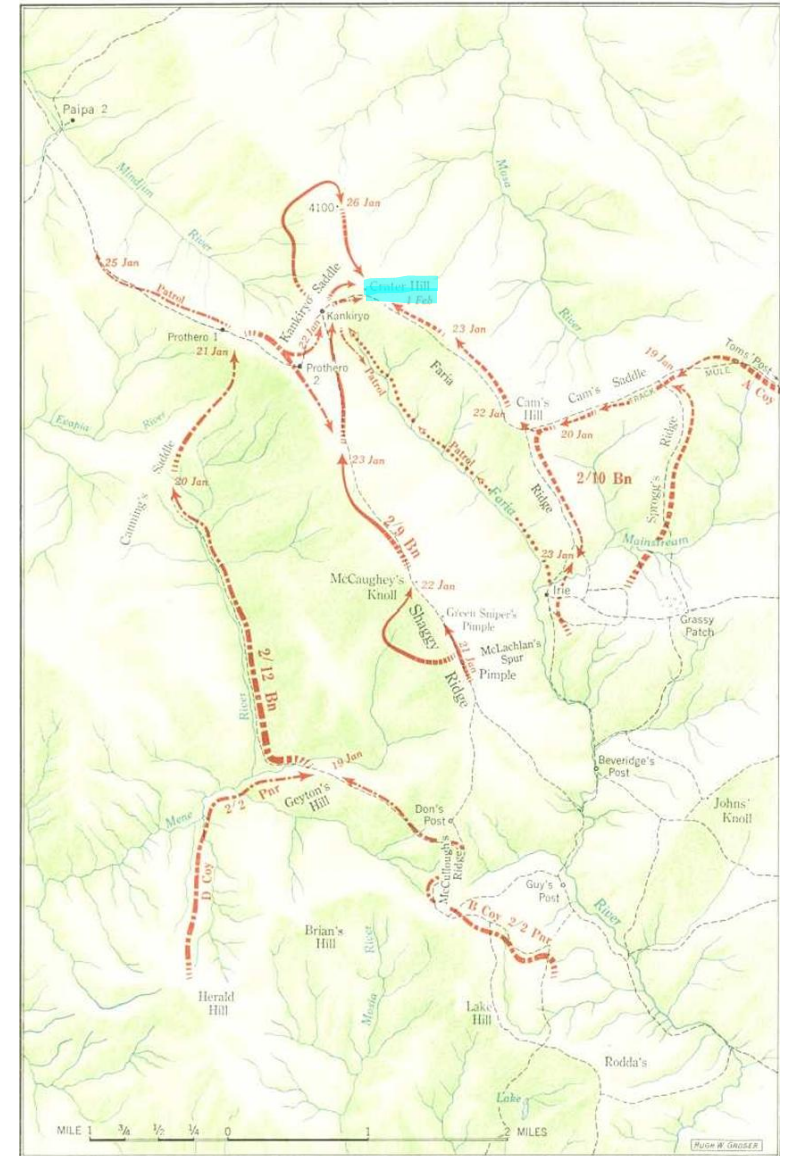 Paipa 2
Mindjim
River
Mosa
River
4100
26 Jan
25 Jan
Patrol
Kankiryo Saddle
Crater Hill
1 Feb
Kankiryo
22 Jan
Prothero 1
21 Jan
Prothero
2
Patrol
23 Jan
Faria
Toms' Post
19 Jan
MULE
A Coy
Cam's Saddle
TRACK
Cam's
Hill
22 Jan
20 Jan
Evapia
River
Saddle
20 Jan
Canning's
23 Jan
Patrol
Faria
Ridge
2/10 Bn
Ridge
Sprogg's
2/9 Bn
Mainstream
23 Jan
McCaughey's
Knoll
22 Jan
Irie
Shaggy
Green Sniper's
Pimple
Grassy
Patch
21 Jan
McLachlan's
Spur
Pimple
Ridge
2/12 Bn
River
19 Jan
Beveridge's
Post
Mene
2/2 Pnr
Geyton's
Hill
Don's
Post
Johns'
Knoll
D Coy
McCullough's
Ridge
Guy's
Post
River
B Coy 2/2 Pnr
Brian's
Hill
River
Mosia
Herald
Hill
Lake
Hill
Rodda's
Lake
MILE 1 3/4 1/2 1/4 0 1 2 MILES
HUGH W. GROSER